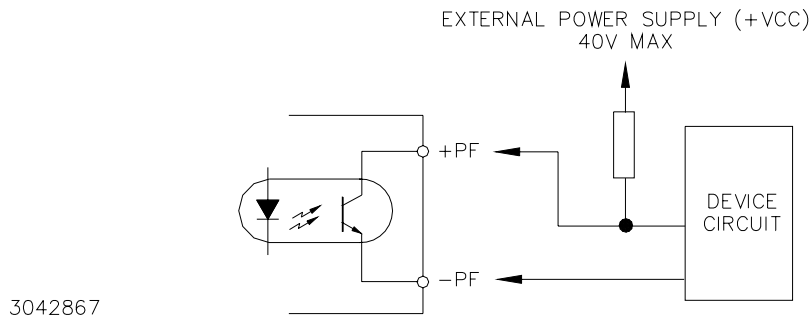 EXTERNAL POWER SUPPLY (+VCC)
40V MAX
+PF
DEVICE
CIRCUIT
-PF
3042867